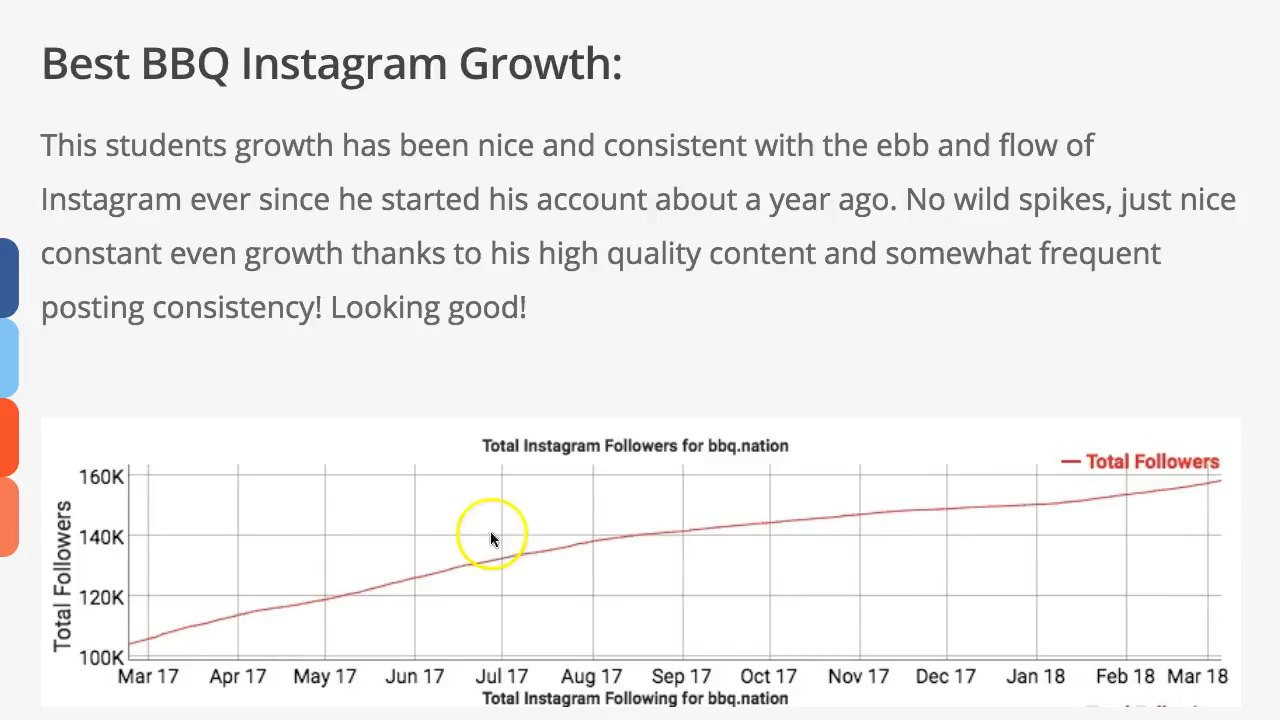 Best BBQ Instagram Growth:
This students growth has been nice and consistent with the ebb and flow of
Instagram ever since he started his account about a year ago. No wild spikes, just nice
constant even growth thanks to his high quality content and somewhat frequent
posting consistency! Looking good!
Total Instagram Followers for bbq.nation
Total Followers
160K
140K
120K
100K
Total Followers
Mar 17 Apr 17 May 17 Jun 17 Jul 17 Aug 17 Sep 17 Oct 17 Nov 17 Dec 17 Jan 18 Feb 18 Mar 18
Total Instagram Following for bbq.nation